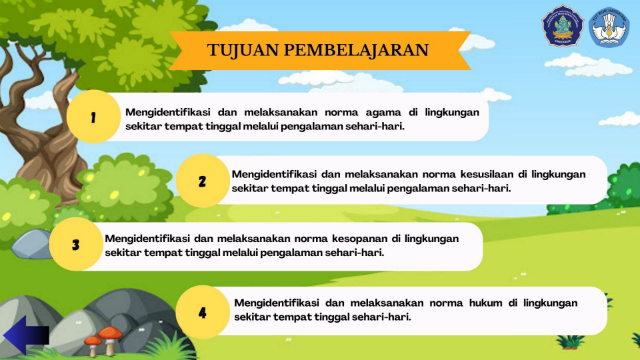 TUJUAN PEMBELAJARAN
1
Mengidentifikasi dan melaksanakan norma agama di lingkungan
sekitar tempat tinggal melalui pengalaman sehari-hari.
2
Mengidentifikasi dan melaksanakan norma kesusilaan di lingkungan
sekitar tempat tinggal melalui pengalaman sehari-hari.
3
Mengidentifikasi dan melaksanakan norma kesopanan di lingkungan
sekitar tempat tinggal melalui pengalaman sehari-hari.
4
Mengidentifikasi dan melaksanakan norma hukum di lingkungan
sekitar tempat tinggal sehari-hari.